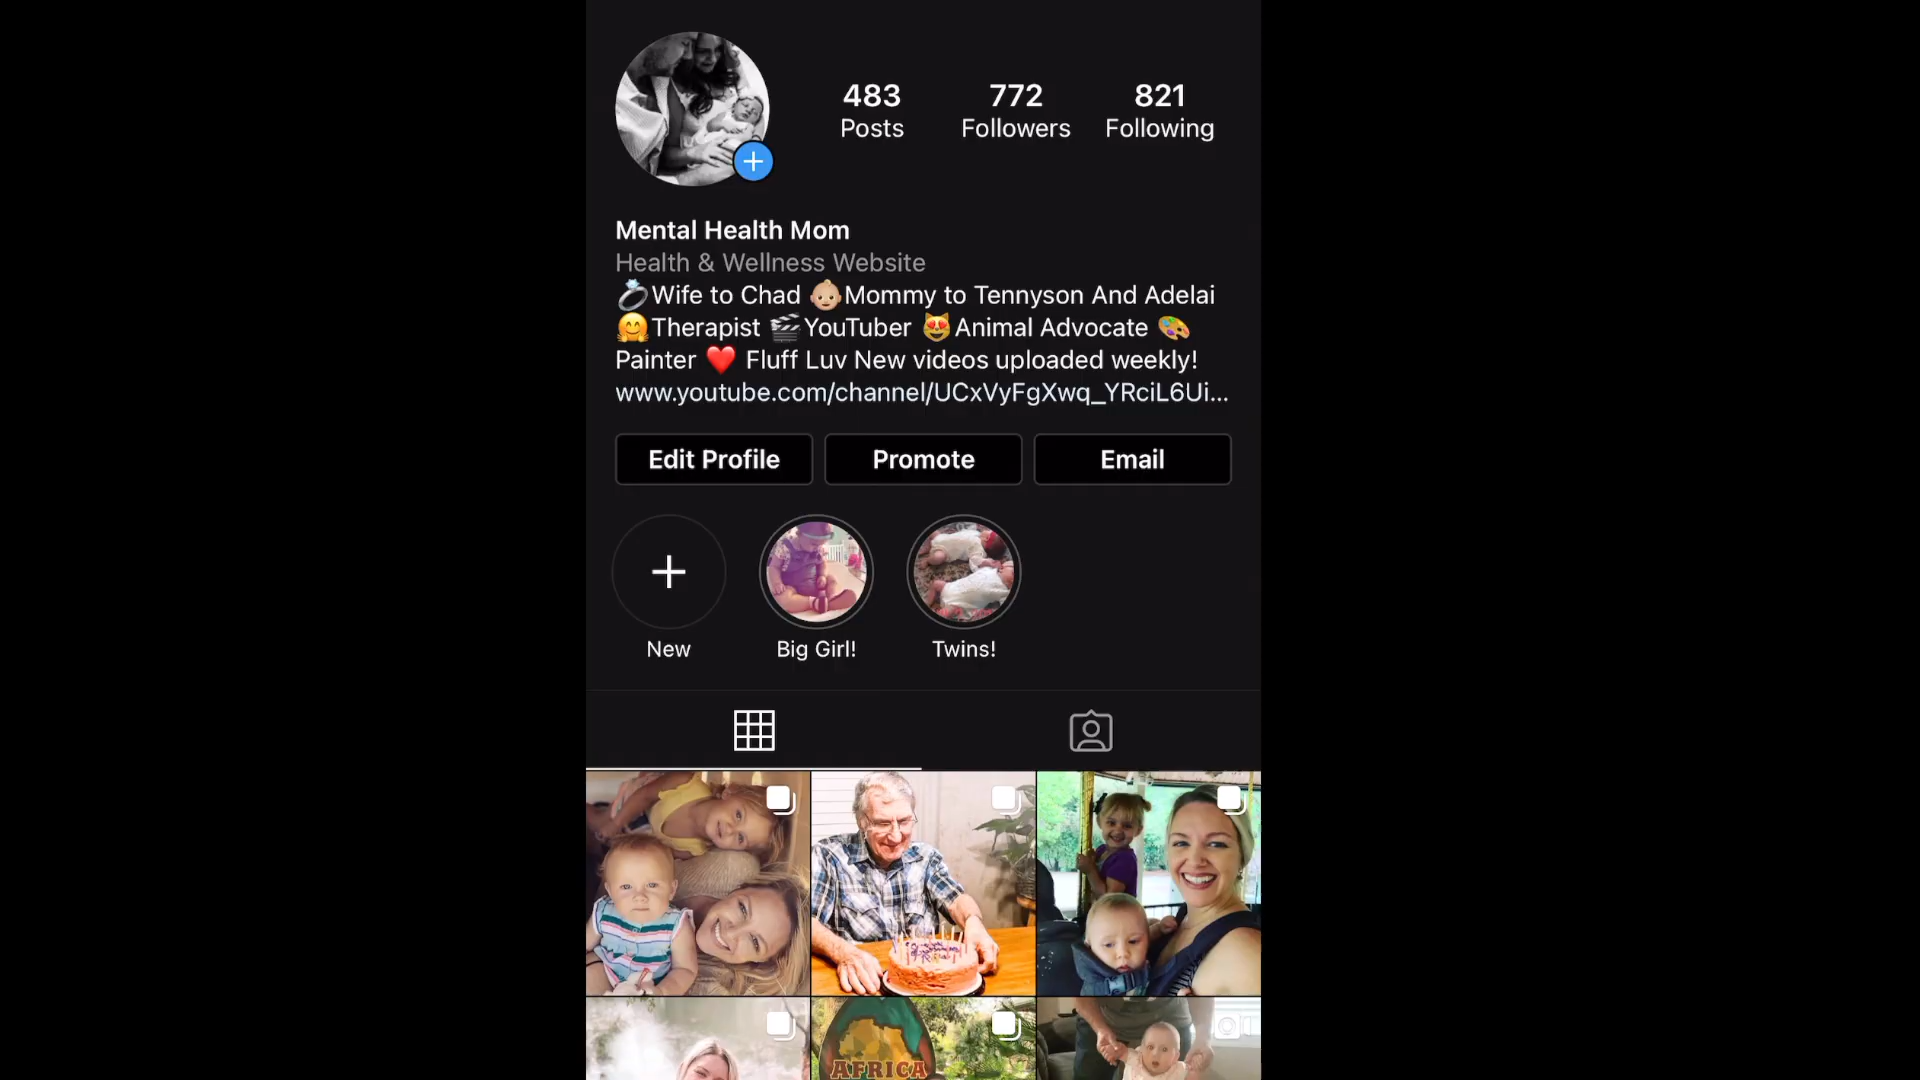 483 772 821
Posts Followers Following
Mental Health Mom
Health & Wellness Website
💍Wife to Chad 👶🏼Mommy to Tennyson And Adelai
🤗Therapist 🎬YouTuber 😻Animal Advocate 🎨
Painter ❤️ Fluff Luv New videos uploaded weekly!
www.youtube.com/channel/UCxVyFgXwq_YRciL6Ui...
Edit Profile Promote Email
New Big Girl! Twins!
AFRICA